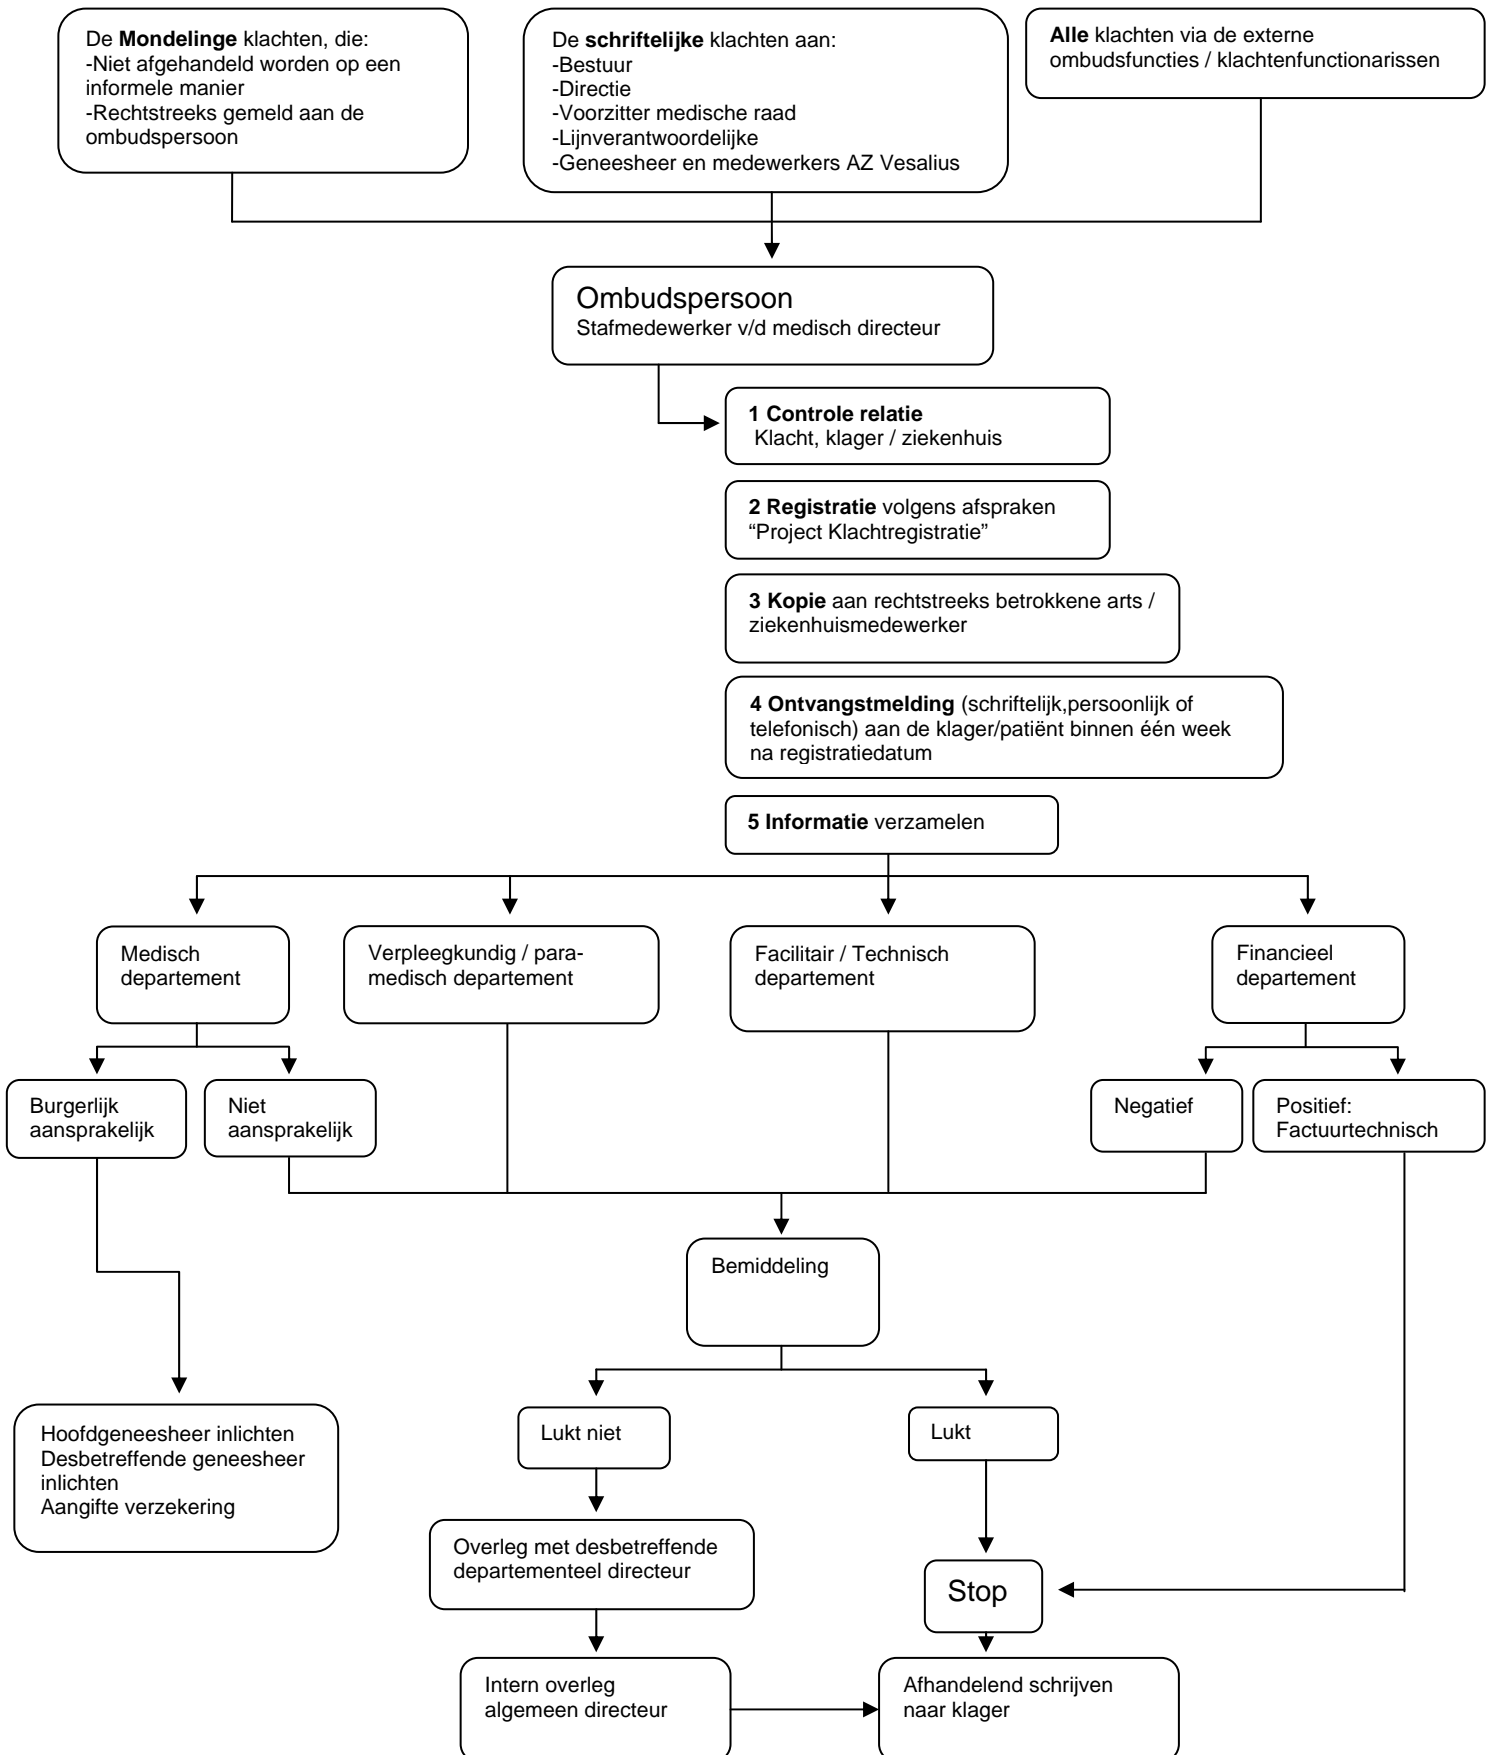 De Mondelinge klachten, die:
-Niet afgehandeld worden op een
informele manier
-Rechtstreeks gemeld aan de
ombudspersoon
De schriftelijke klachten aan:
-Bestuur
-Directie
-Voorzitter medische raad
-Lijnverantwoordelijke
-Geneesheer en medewerkers AZ Vesalius
Alle klachten via de externe
ombudsfuncties / klachtenfunctionarissen
Ombudspersoon
Stafmedewerker v/d medisch directeur
1 Controle relatie
Klacht, klager / ziekenhuis
2 Registratie volgens afspraken
“Project Klachtregistratie”
3 Kopie aan rechtstreeks betrokkene arts /
ziekenhuismedewerker
4 Ontvangstmelding (schriftelijk,persoonlijk of
telefonisch) aan de klager/patiënt binnen één week
na registratiedatum
5 Informatie verzamelen
Medisch
departement
Verpleegkundig / para-
medisch departement
Facilitair / Technisch
departement
Financieel
departement
Burgerlijk
aansprakelijk
Niet
aansprakelijk
Negatief
Positief:
Factuurtechnisch
Bemiddeling
Hoofdgeneesheer inlichten
Desbetreffende geneesheer
inlichten
Aangifte verzekering
Lukt niet
Lukt
Overleg met desbetreffende
departementeel directeur
Stop
Intern overleg
algemeen directeur
Afhandelend schrijven
naar klager